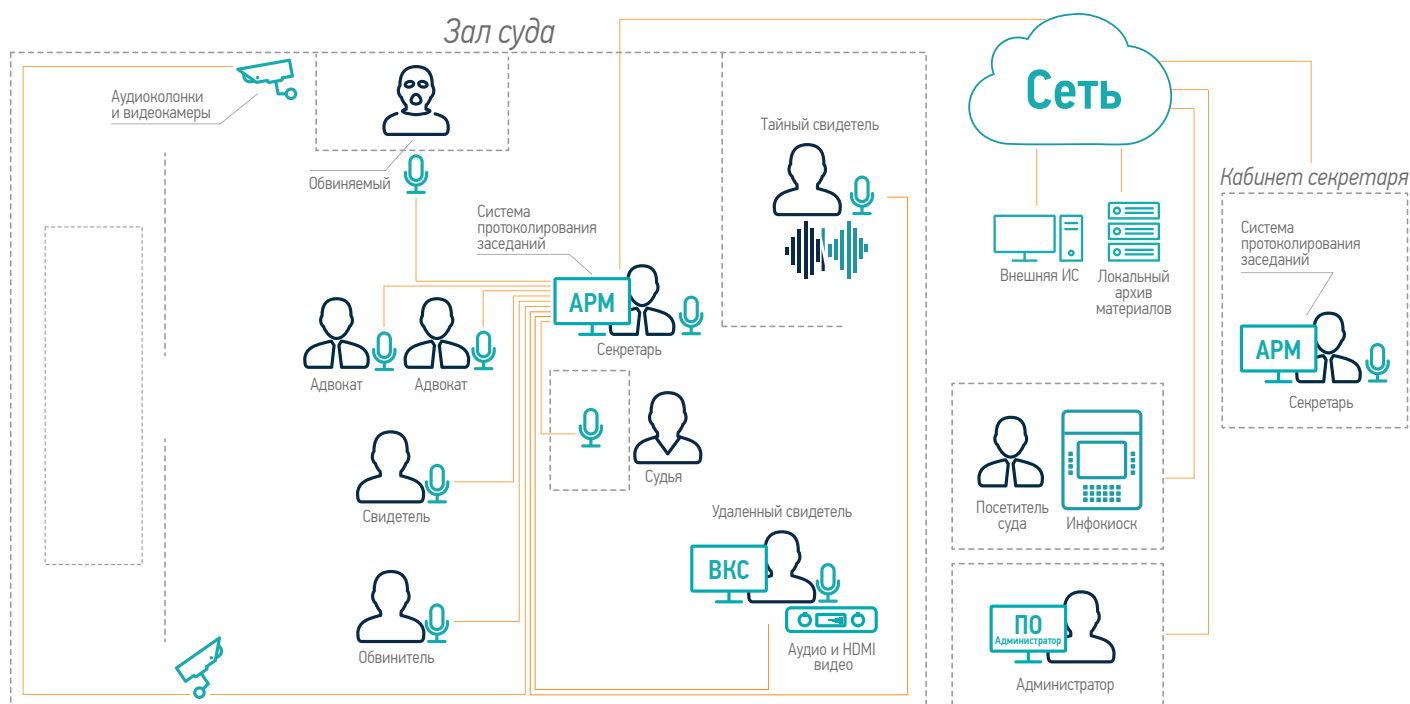 Зал суда
Аудиоколонки
и видеокамеры
Обвиняемый
Система
протоколирования
заседаний
АРМ
Секретарь
Адвокат
Адвокат
Судья
Свидетель
Обвинитель
Тайный свидетель
Удаленный свидетель
ВКС
Аудио и HDMI
видео
Сеть
Внешняя ИС
Локальный
архив
материалов
Кабинет секретаря
Система
протоколирования
заседаний
АРМ
Секретарь
Посетитель
суда
Инфокиоск
ПО
Администратор
Администратор